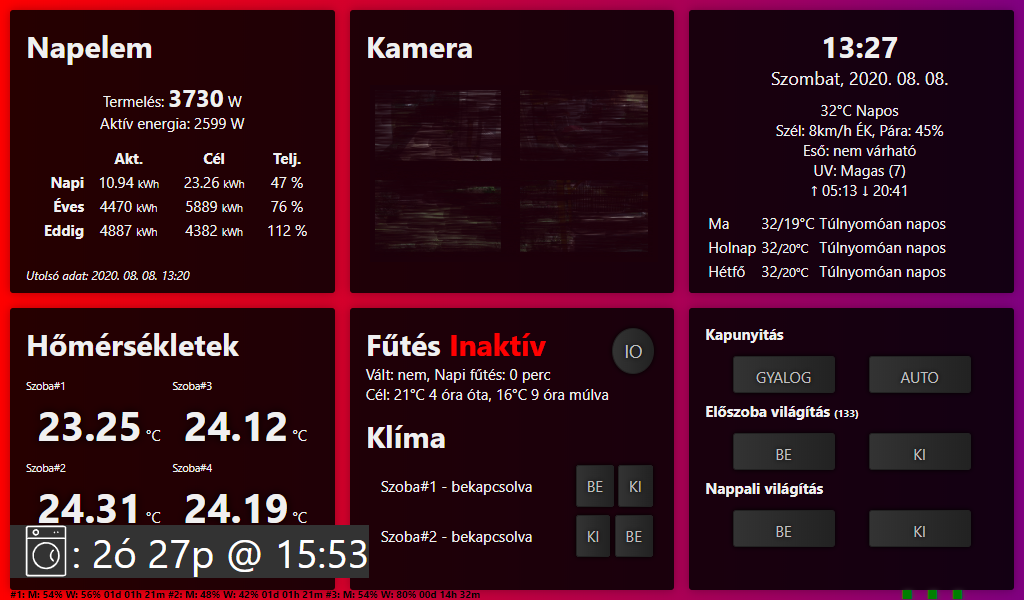 Napelem
Termelés: 3730 W
Aktív energia: 2599 W
Akt. Cél Telj.
Napi 10.94 kWh 23.26 kWh 47 %
Éves 4470 kWh 5889 kWh 76 %
Eddig 4887 kWh 4382 kWh 112 %
Utolsó adat: 2020. 08. 08. 13:20
Kamera
13:27
Szombat, 2020. 08. 08.
32°C Napos
Szél: 8km/h ÉK, Pára: 45%
Eső: nem várható
UV: Magas (7)
↑ 05:13 ↓ 20:41
Ma 32/19°C Túlnyomóan napos
Holnap 32/20°C Túlnyomóan napos
Hétfő 32/20°C Túlnyomóan napos
Hőmérsékletek
Szoba#1 Szoba#3
23.25 °C 24.12 °C
Szoba#2 Szoba#4
24.31 °C 24.19 °C
: 2ó 27p @ 15:53
Fűtés Inaktív
IO
Vált: nem, Napi fűtés: 0 perc
Cél: 21°C 4 óra óta, 16°C 9 óra múlva
Klíma
Szoba#1 - bekapcsolva BE KI
Szoba#2 - bekapcsolva KI BE
Kapunyitás
GYALOG AUTO
Előszoba világítás (133)
BE KI
Nappali világítás
BE KI
#1: M: 54% W: 56% 01d 01h 21m #2: M: 48% W: 42% 01d 01h 21m #3: M: 54% W: 80% 00d 14h 32m